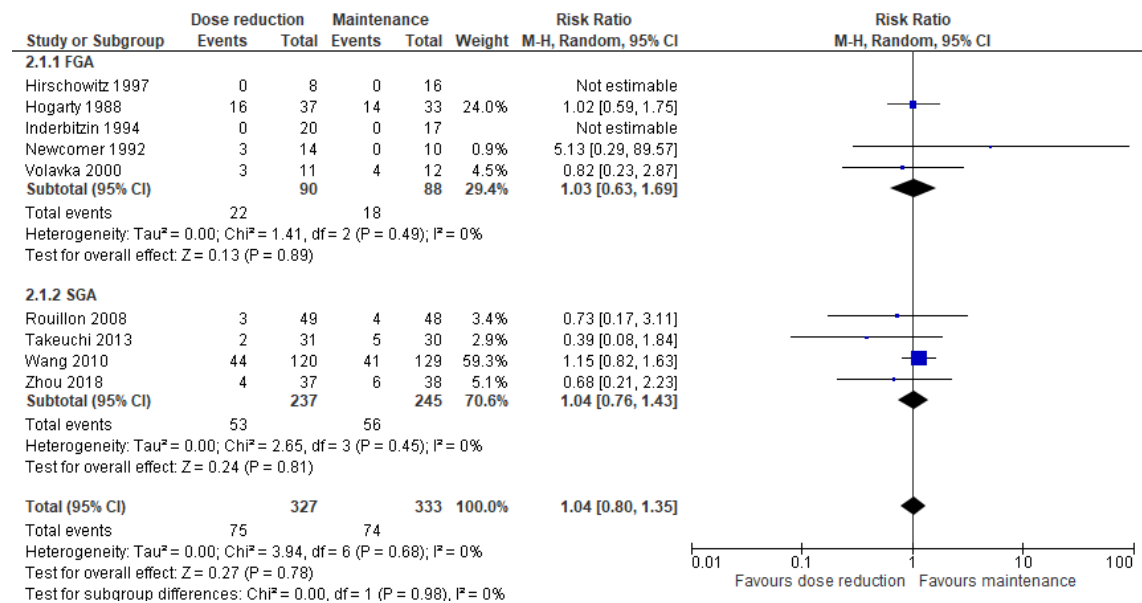 Dose reduction Maintenance Risk Ratio Risk Ratio
Study or Subgroup Events Total Events Total Weight M-H, Random, 95% CI M-H, Random, 95% CI
2.1.1 FGA
Hirschowitz 1997 0 8 0 16 Not estimable
Hogarty 1988 16 37 14 33 24.0% 1.02 [0.59, 1.75]
Inderbitzin 1994 0 20 0 17 Not estimable
Newcomer 1992 3 14 0 10 0.9% 5.13 [0.29, 89.57]
Volavka 2000 3 11 4 12 4.5% 0.82 [0.23, 2.87]
Subtotal (95% CI) 90 88 29.4% 1.03 [0.63, 1.69]
Total events 22 18
Heterogeneity: Tau² = 0.00; Chi² = 1.41, df = 2 (P = 0.49); I² = 0%
Test for overall effect: Z = 0.13 (P = 0.89)
2.1.2 SGA
Rouillon 2008 3 49 4 48 3.4% 0.73 [0.17, 3.11]
Takeuchi 2013 2 31 5 30 2.9% 0.39 [0.08, 1.84]
Wang 2010 44 120 41 129 59.3% 1.15 [0.82, 1.63]
Zhou 2018 4 37 6 38 5.1% 0.68 [0.21, 2.23]
Subtotal (95% CI) 237 245 70.6% 1.04 [0.76, 1.43]
Total events 53 56
Heterogeneity: Tau² = 0.00; Chi² = 2.65, df = 3 (P = 0.45); I² = 0%
Test for overall effect: Z = 0.24 (P = 0.81)
Total (95% CI) 327 333 100.0% 1.04 [0.80, 1.35]
Total events 75 74
Heterogeneity: Tau² = 0.00; Chi² = 3.94, df = 6 (P = 0.68); I² = 0%
Test for overall effect: Z = 0.27 (P = 0.78)
Test for subgroup differences: Chi² = 0.00, df = 1 (P = 0.98), I² = 0%
0.01 0.1 1 10 100
Favours dose reduction Favours maintenance